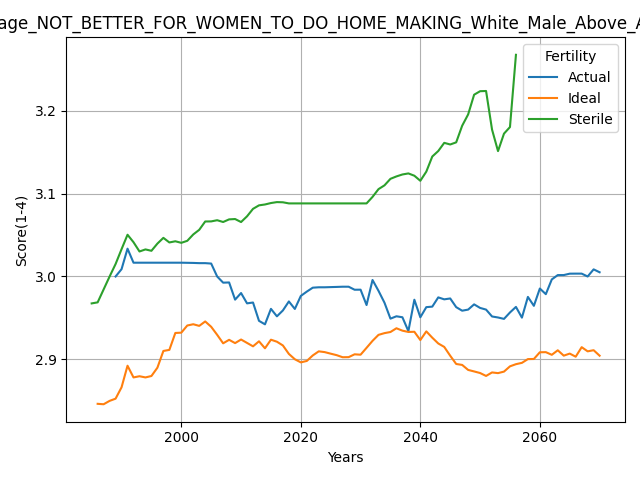 age_NOT_BETTER_FOR_WOMEN_TO_DO_HOME_MAKING_White_Male_Above_A
Fertility
Actual
Ideal
Sterile
Score(1-4)
3.2
3.1
3.0
2.9
2000
2020
2040
2060
Years